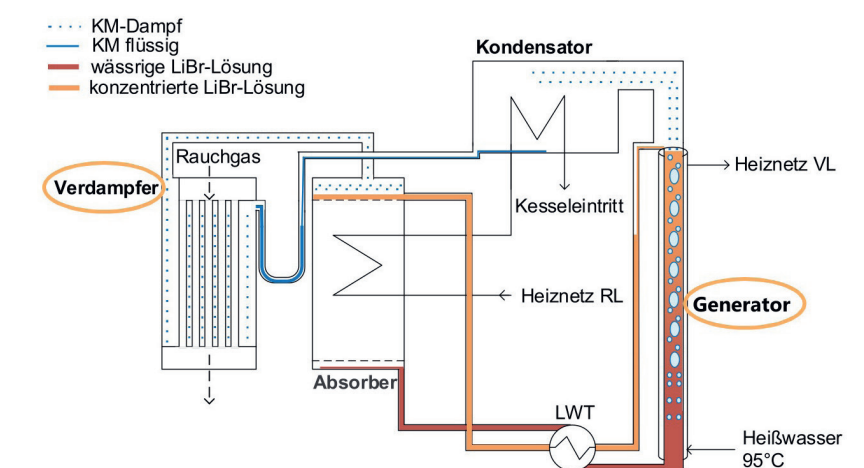 KM-Dampf
KM flüssig
wässrige LiBr-Lösung
konzentrierte LiBr-Lösung
Kondensator
Rauchgas
Verdampfer
Heiznetz VL
Kesseleintritt
Heiznetz RL
Generator
Absorber
LWT
Heißwasser
95°C